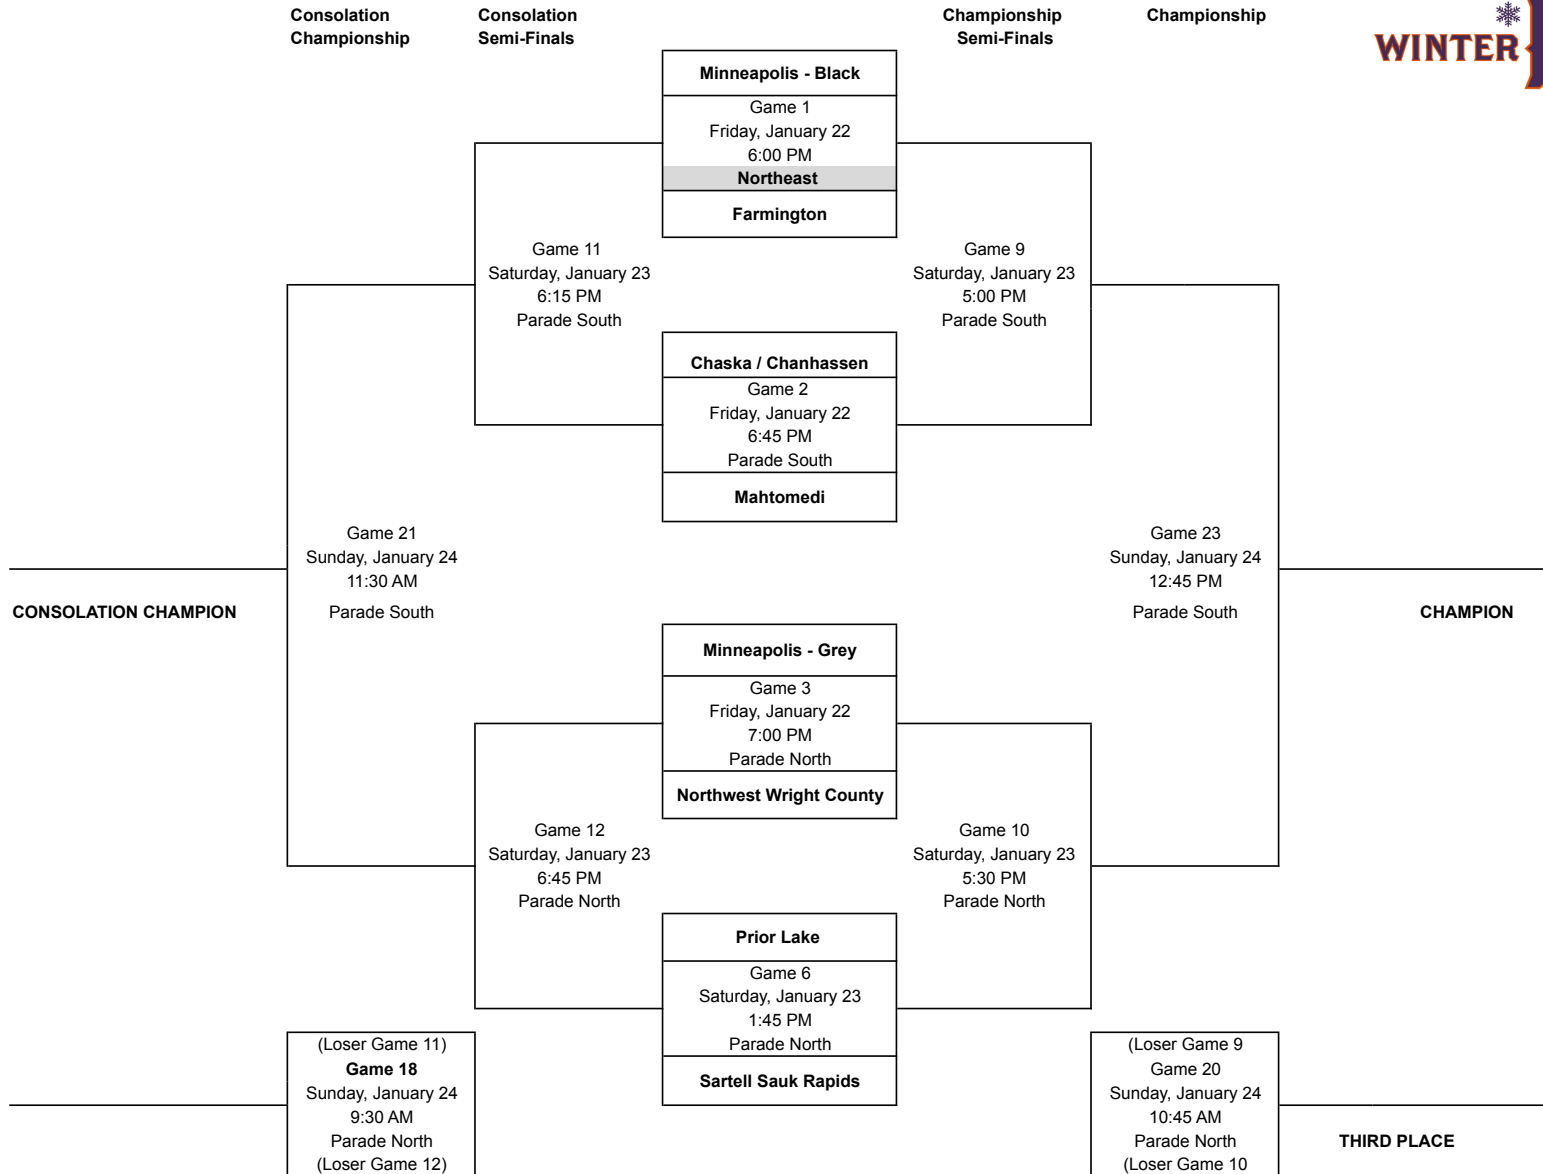 Consolation
Championship
Consolation
Semi-Finals
Championship
Semi-Finals
Championship
WINTER
Minneapolis - Black
Game 1
Friday, January 22
6:00 PM
Northeast
Farmington
Game 11
Saturday, January 23
6:15 PM
Parade South
Game 9
Saturday, January 23
5:00 PM
Parade South
Chaska / Chanhassen
Game 2
Friday, January 22
6:45 PM
Parade South
Mahtomedi
Game 21
Sunday, January 24
11:30 AM
Parade South
CONSOLATION CHAMPION
Game 23
Sunday, January 24
12:45 PM
Parade South
CHAMPION
Minneapolis - Grey
Game 3
Friday, January 22
7:00 PM
Parade North
Northwest Wright County
Game 12
Saturday, January 23
6:45 PM
Parade North
Game 10
Saturday, January 23
5:30 PM
Parade North
Prior Lake
Game 6
Saturday, January 23
1:45 PM
Parade North
Sartell Sauk Rapids
(Loser Game 11)
Game 18
Sunday, January 24
9:30 AM
Parade North
(Loser Game 12)
(Loser Game 9
Game 20
Sunday, January 24
10:45 AM
Parade North
(Loser Game 10
THIRD PLACE